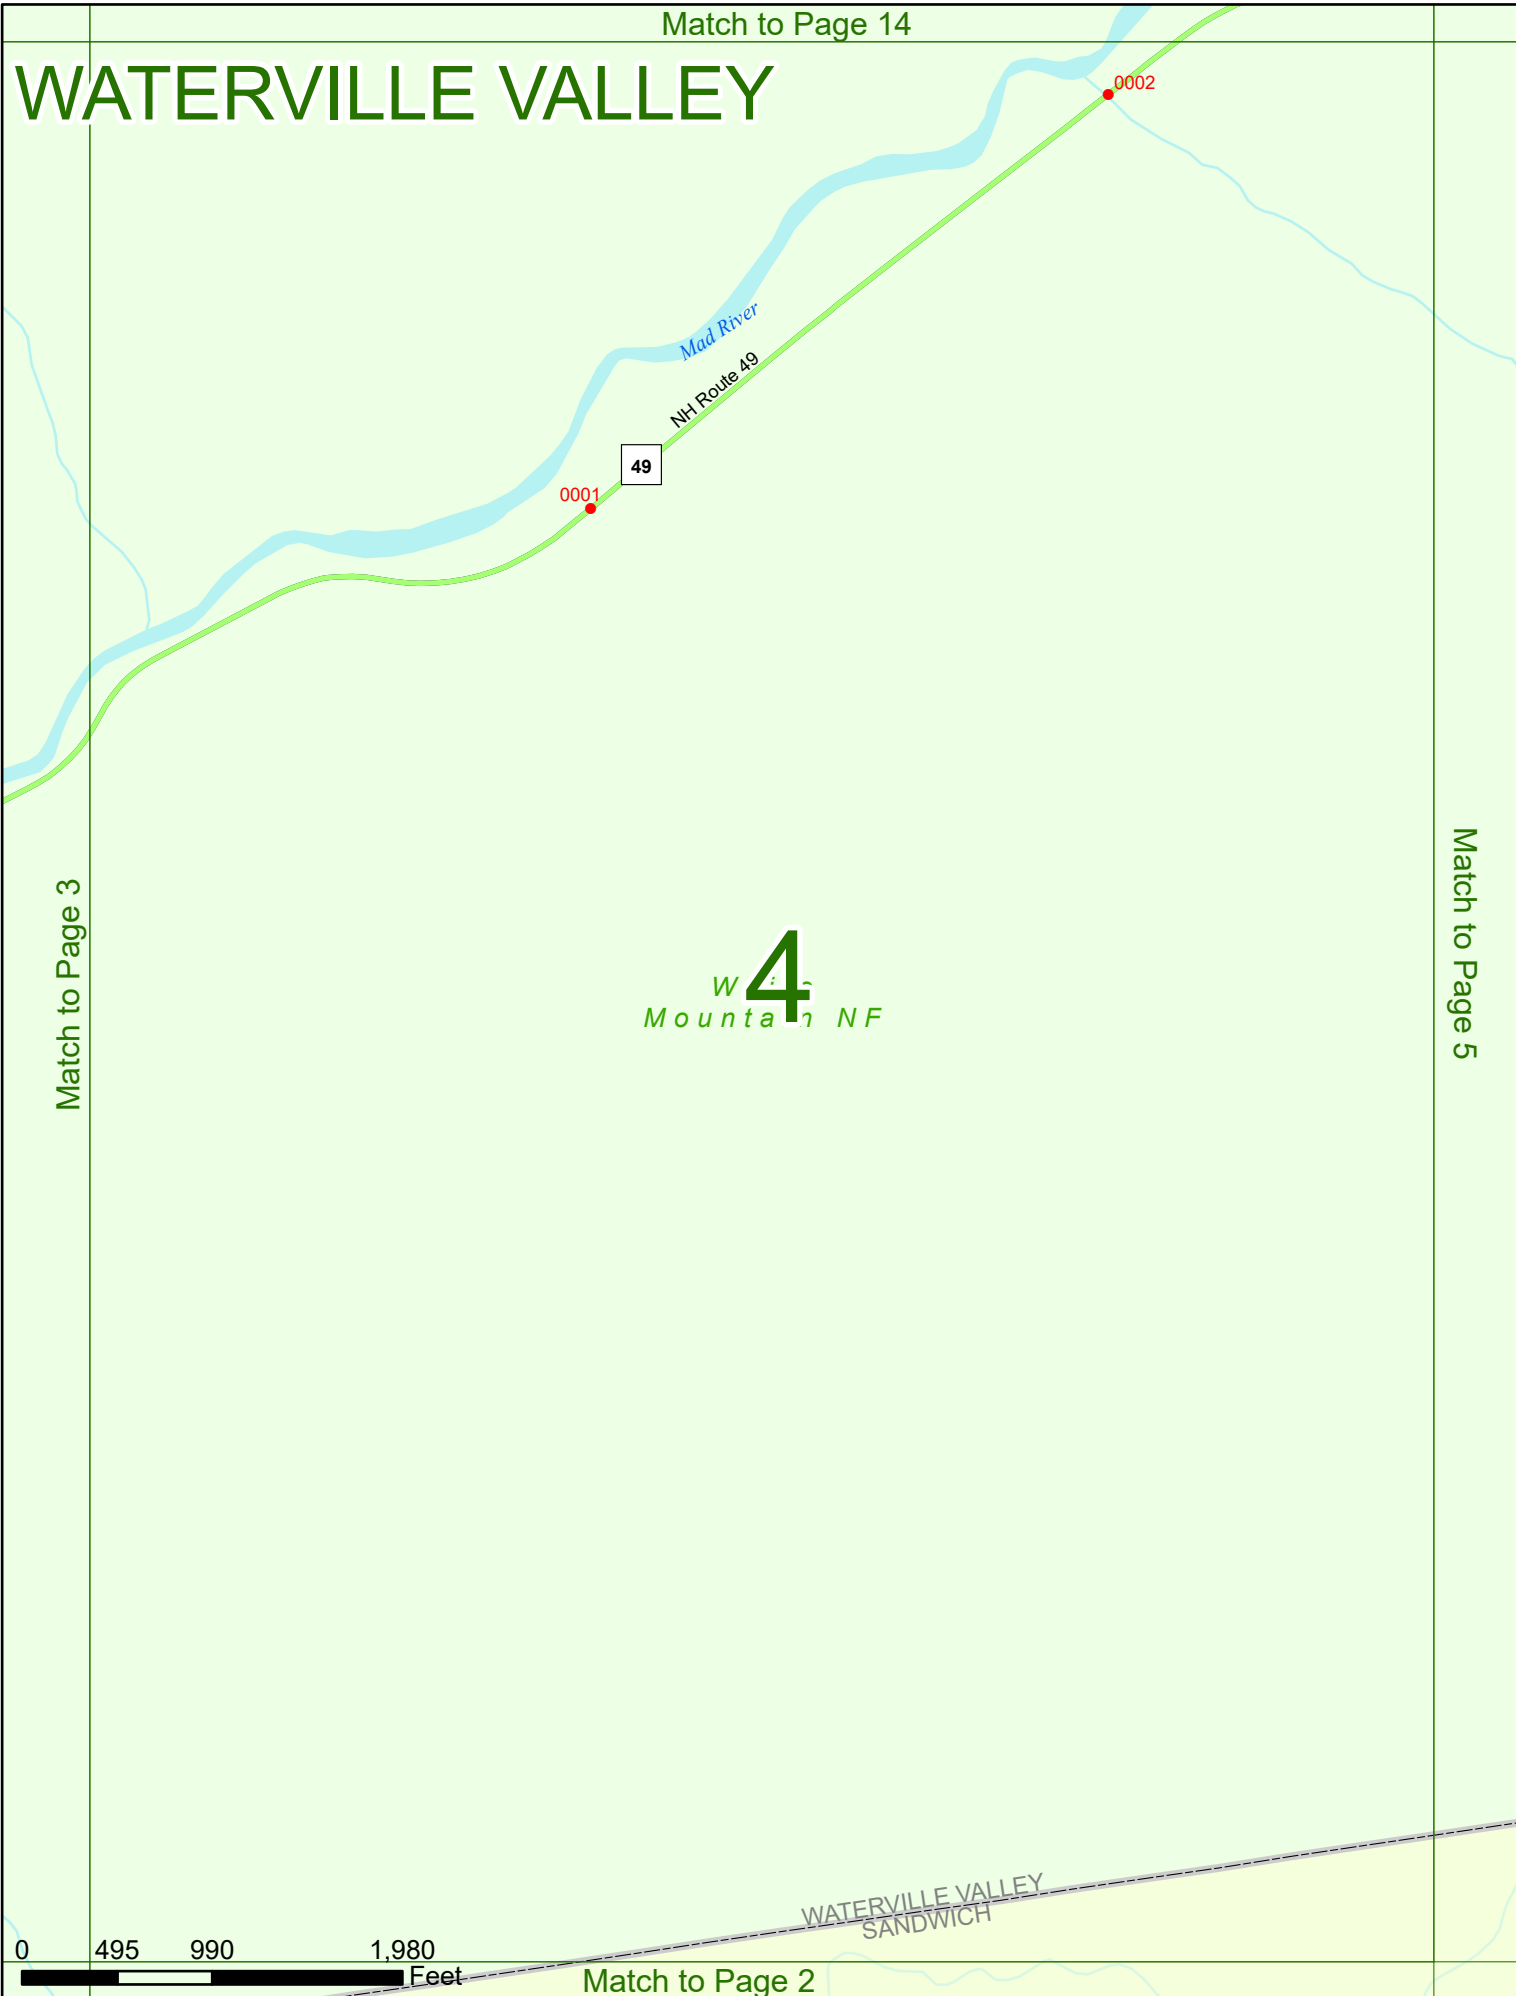 Match to Page 14
WATERVILLE VALLEY
0002
Mad River
NH Route 49
49
0001
Match to Page 3
Match to Page 5
4
Mountain NF
WATERVILLE VALLEY
SANDWICH
0 495 990 1,980
Feet
Match to Page 2